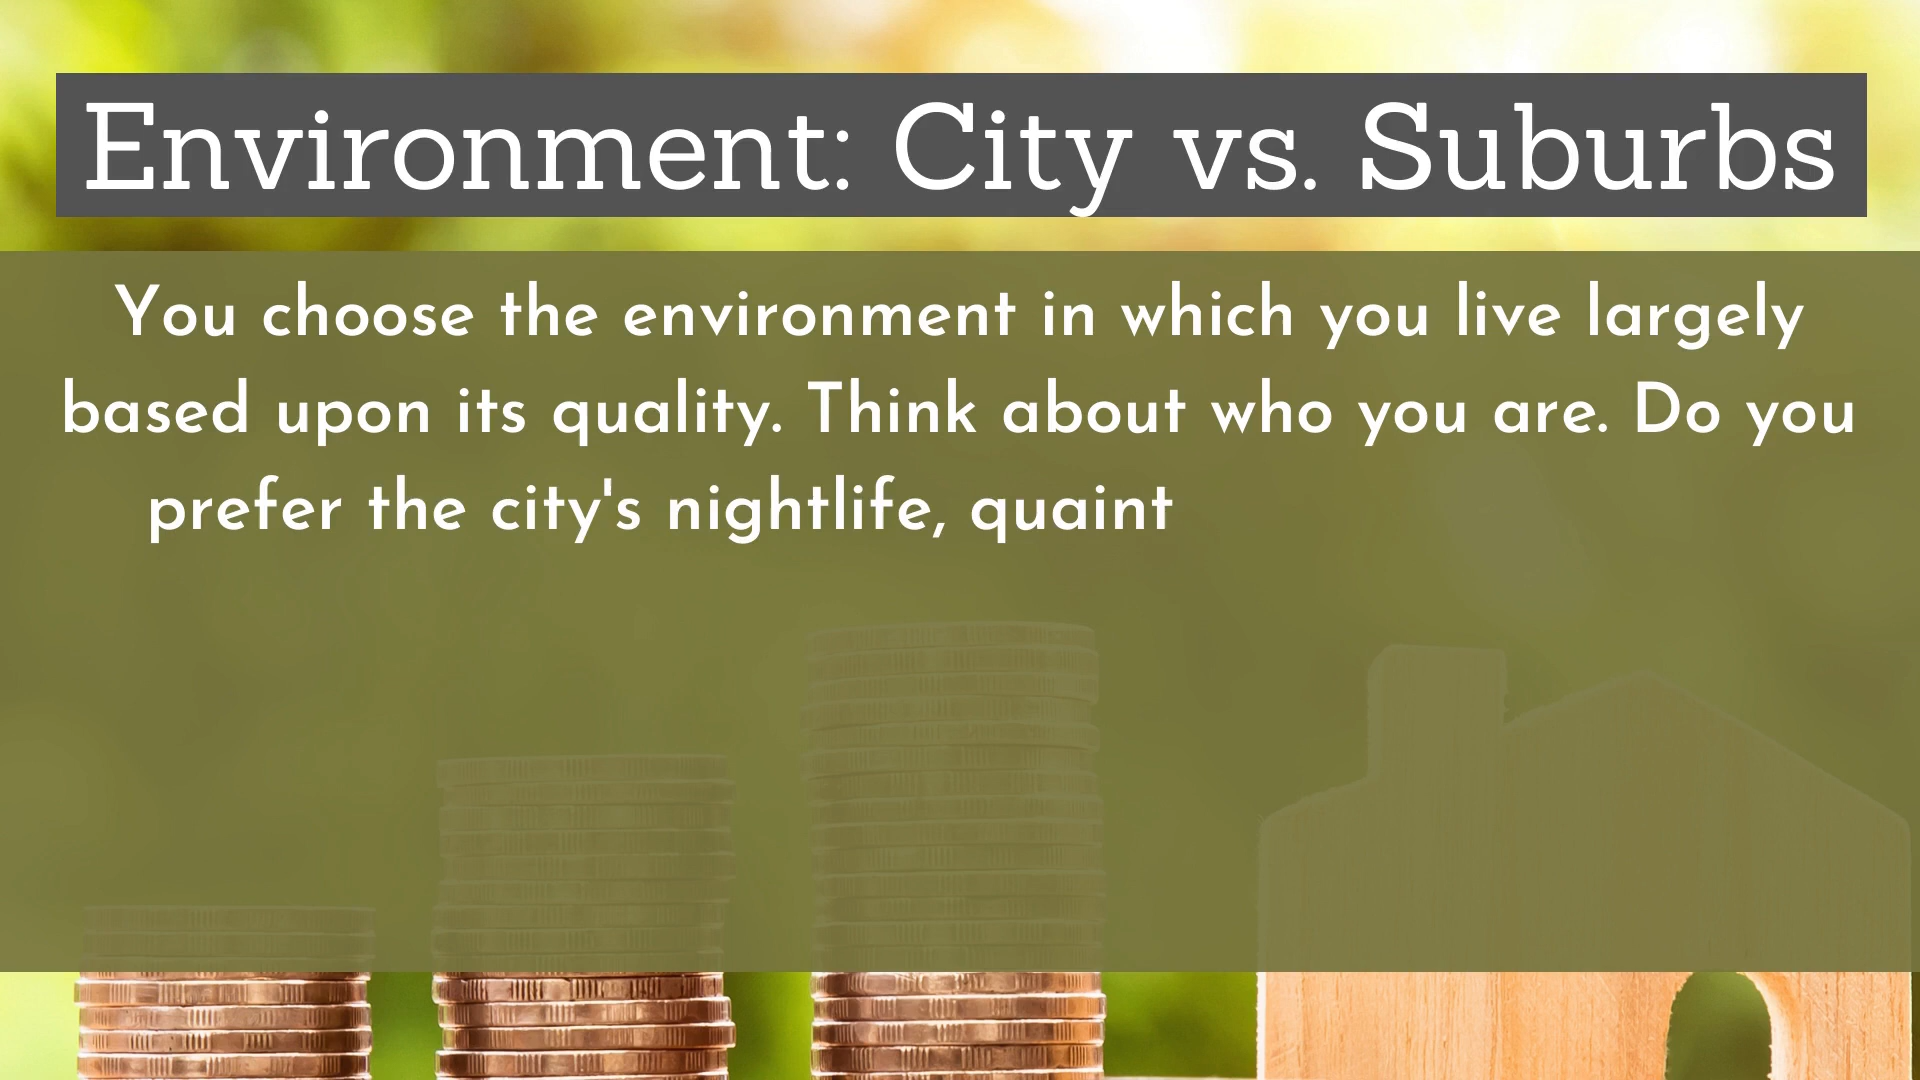 Environment: City vs. Suburbs
You choose the environment in which you live largely
based upon its quality. Think about who you are. Do you
prefer the city's nightlife, quaint